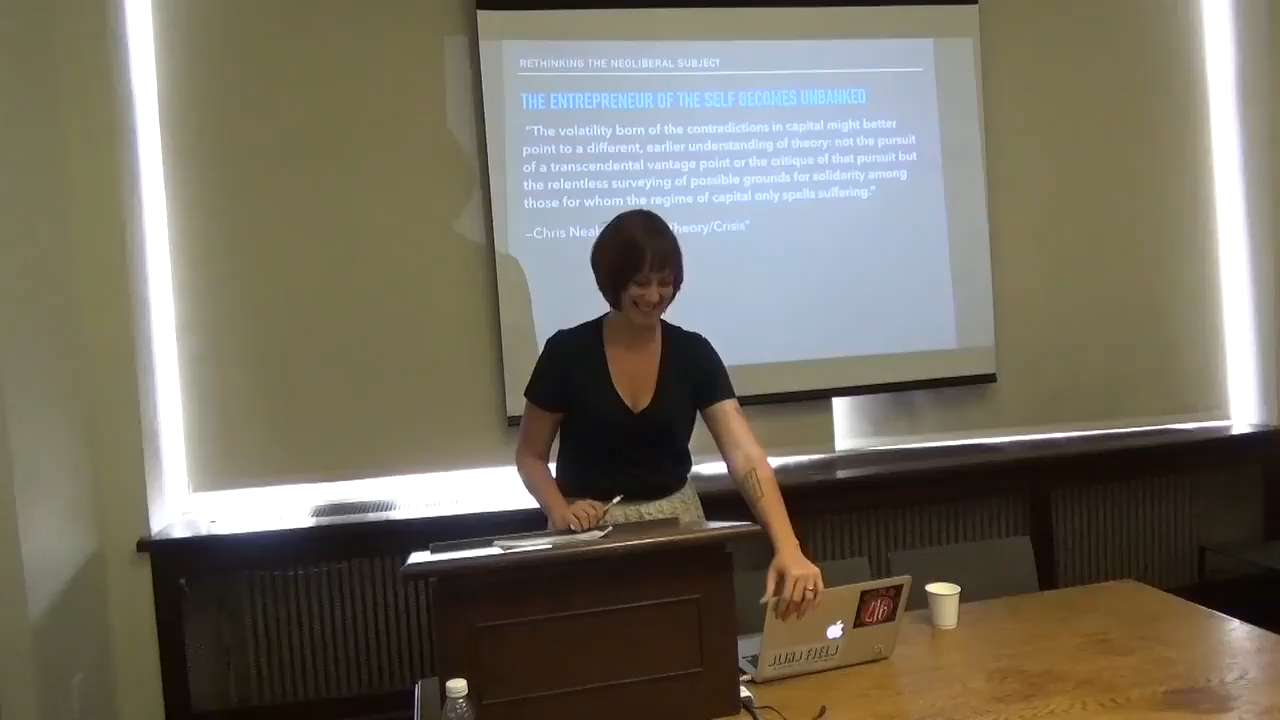 RETHINKING THE NEOLIBERAL SUBJECT
THE ENTREPRENEUR OF THE SELF BECOMES UNBANKED
"The volatility born of the contradictions in capital might better
point to a different, earlier understanding of theory: not the pursuit
of a transcendental vantage point or the critique of that pursuit but
the relentless surveying of possible grounds for solidarity among
those for whom the regime of capital only spells suffering."
–Chris Neal Theory/Crisis"
BLIND FIELD